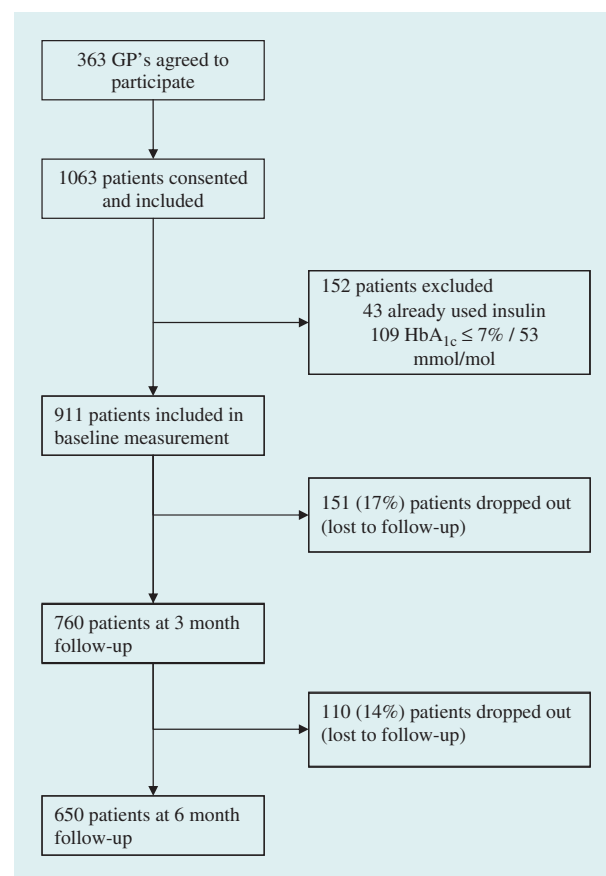 363 GP's agreed to
participate
1063 patients consented
and included
152 patients excluded
43 already used insulin
109 HbA1c ≤ 7% / 53
mmol/mol
911 patients included in
baseline measurement
151 (17%) patients dropped out
(lost to follow-up)
760 patients at 3 month
follow-up
110 (14%) patients dropped out
(lost to follow-up)
650 patients at 6 month
follow-up